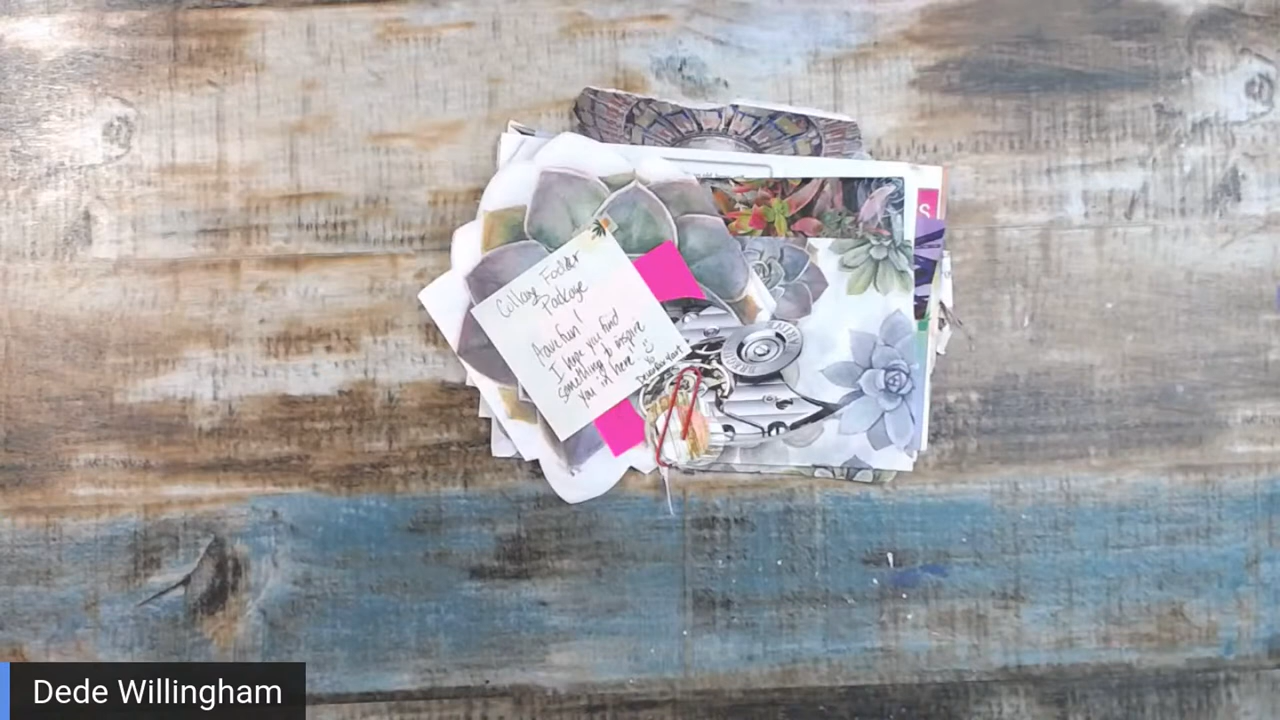 S
Collage Fodder
Package
Have fun!
I hope you find
something to inspire
you in here
Dede Willingham